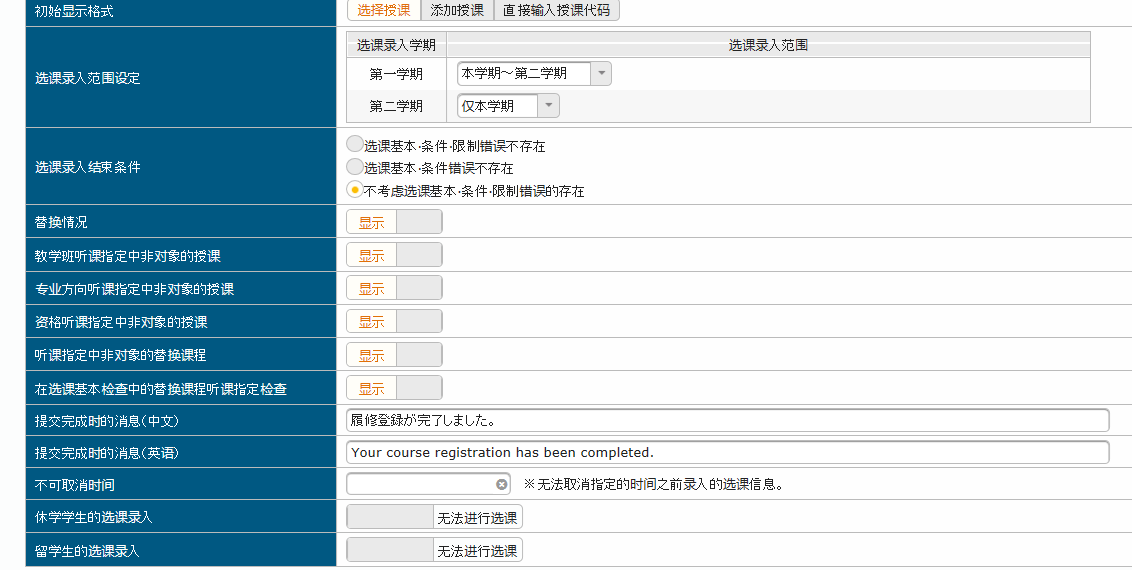 初始显示格式 选择授课 添加授课 直接输入授课代码
选课录入学期 选课录入范围
选课录入范围设定
第一学期 本学期～第二学期
第二学期 仅本学期
选课录入结束条件
选课基本·条件·限制错误不存在
选课基本·条件错误不存在
不考虑选课基本·条件·限制错误的存在
替换情况 显示
教学班听课指定中非对象的授课 显示
专业方向听课指定中非对象的授课 显示
资格听课指定中非对象的授课 显示
听课指定中非对象的替换课程 显示
在选课基本检查中的替换课程听课指定检查 显示
提交完成时的消息(中文) 履修登録が完了しました。
提交完成时的消息(英语) Your course registration has been completed.
不可取消时间 ※无法取消指定的时间之前录入的选课信息。
休学学生的选课录入 无法进行选课
留学生的选课录入 无法进行选课